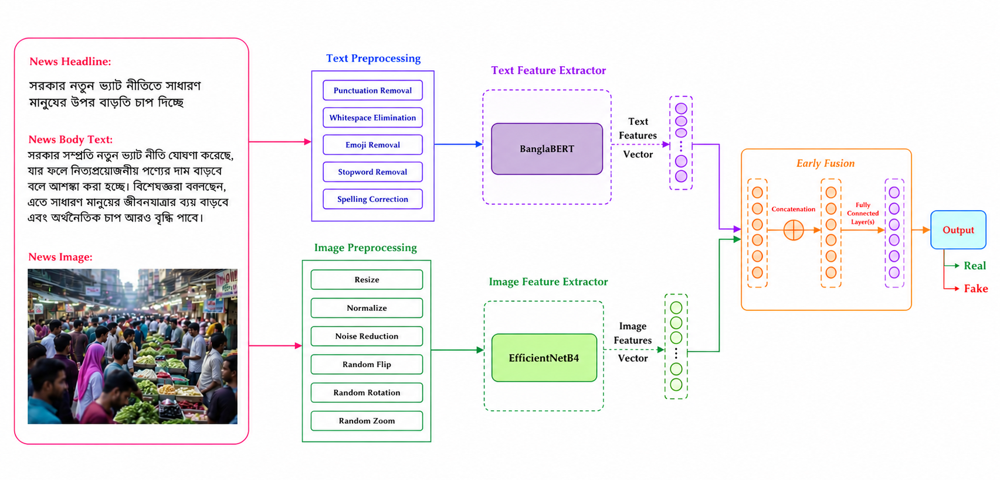 News Headline:
সরকার নতুন ভ্যাট নীতিতে সাধারণ
মানুষের উপর বাড়তি চাপ দিচ্ছে
News Body Text:
সরকার সম্প্রতি নতুন ভ্যাট নীতি ঘোষণা করেছে,
যার ফলে নিত্যপ্রয়োজনীয় পণ্যের দাম বাড়বে
বলে আশঙ্কা করা হচ্ছে। বিশেষজ্ঞরা বলছেন,
এতে সাধারণ মানুষের জীবনযাত্রার ব্যয় বাড়বে
এবং অর্থনৈতিক চাপ আরও বৃদ্ধি পাবে।
News Image:
Text Preprocessing
Punctuation Removal
Whitespace Elimination
Emoji Removal
Stopword Removal
Spelling Correction
Image Preprocessing
Resize
Normalize
Noise Reduction
Random Flip
Random Rotation
Random Zoom
Text Feature Extractor
BanglaBERT
Text
Features
Vector
Image Feature Extractor
EfficientNetB4
Image
Features
Vector
Early Fusion
Concatenation
Fully
Connected
Layer(s)
Output
Real
Fake